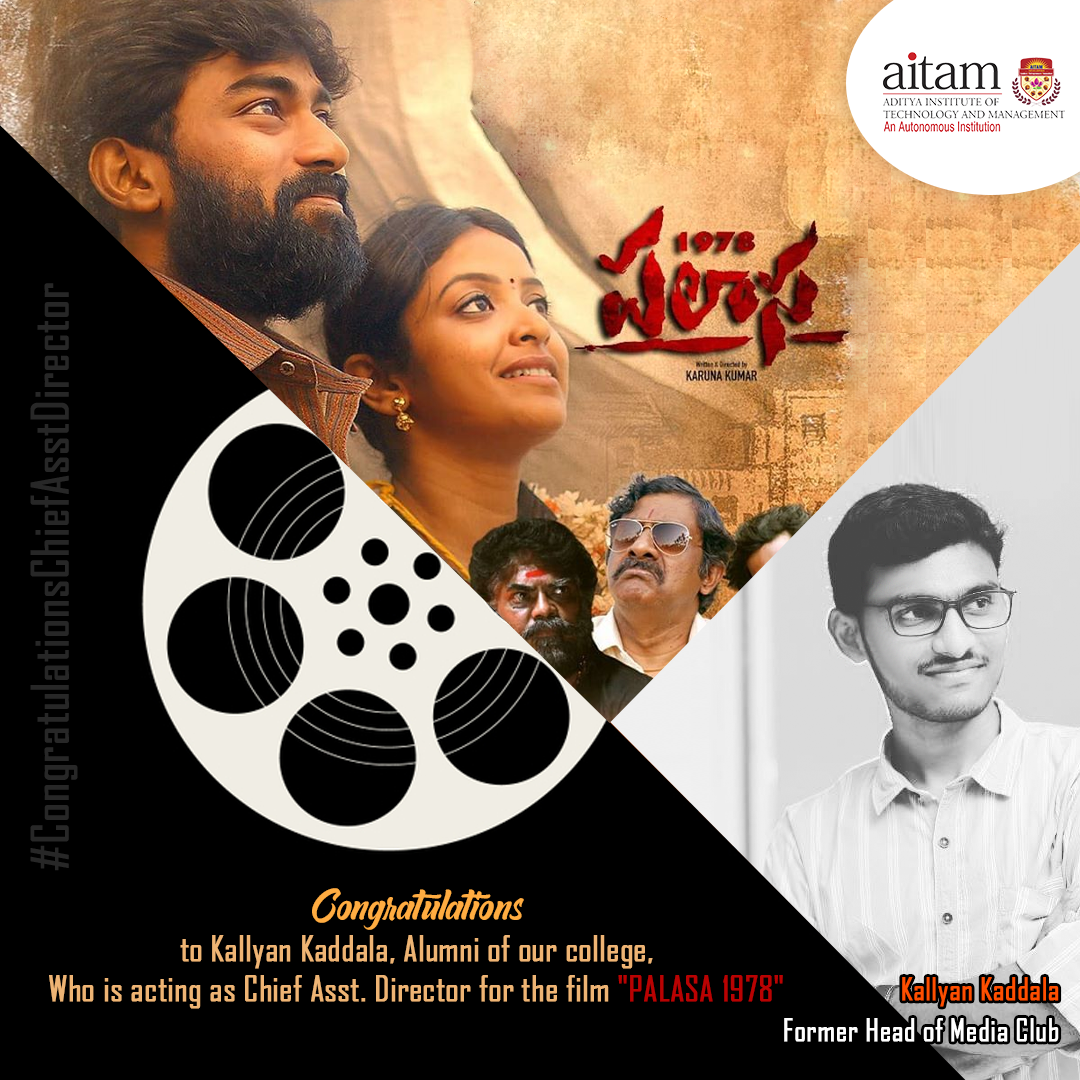 aitam
ADITYA INSTITUTE OF
TECHNOLOGY AND MANAGEMENT
An Autonomous Institution
AITAM
1978
పలాస
Written & Directed by
KARUNA KUMAR
#CongratulationsChiefAsstDirector
Congratulations
to Kallyan Kaddala, Alumni of our college,
Who is acting as Chief Asst. Director for the film "PALASA 1978"
Kallyan Kaddala
Former Head of Media Club